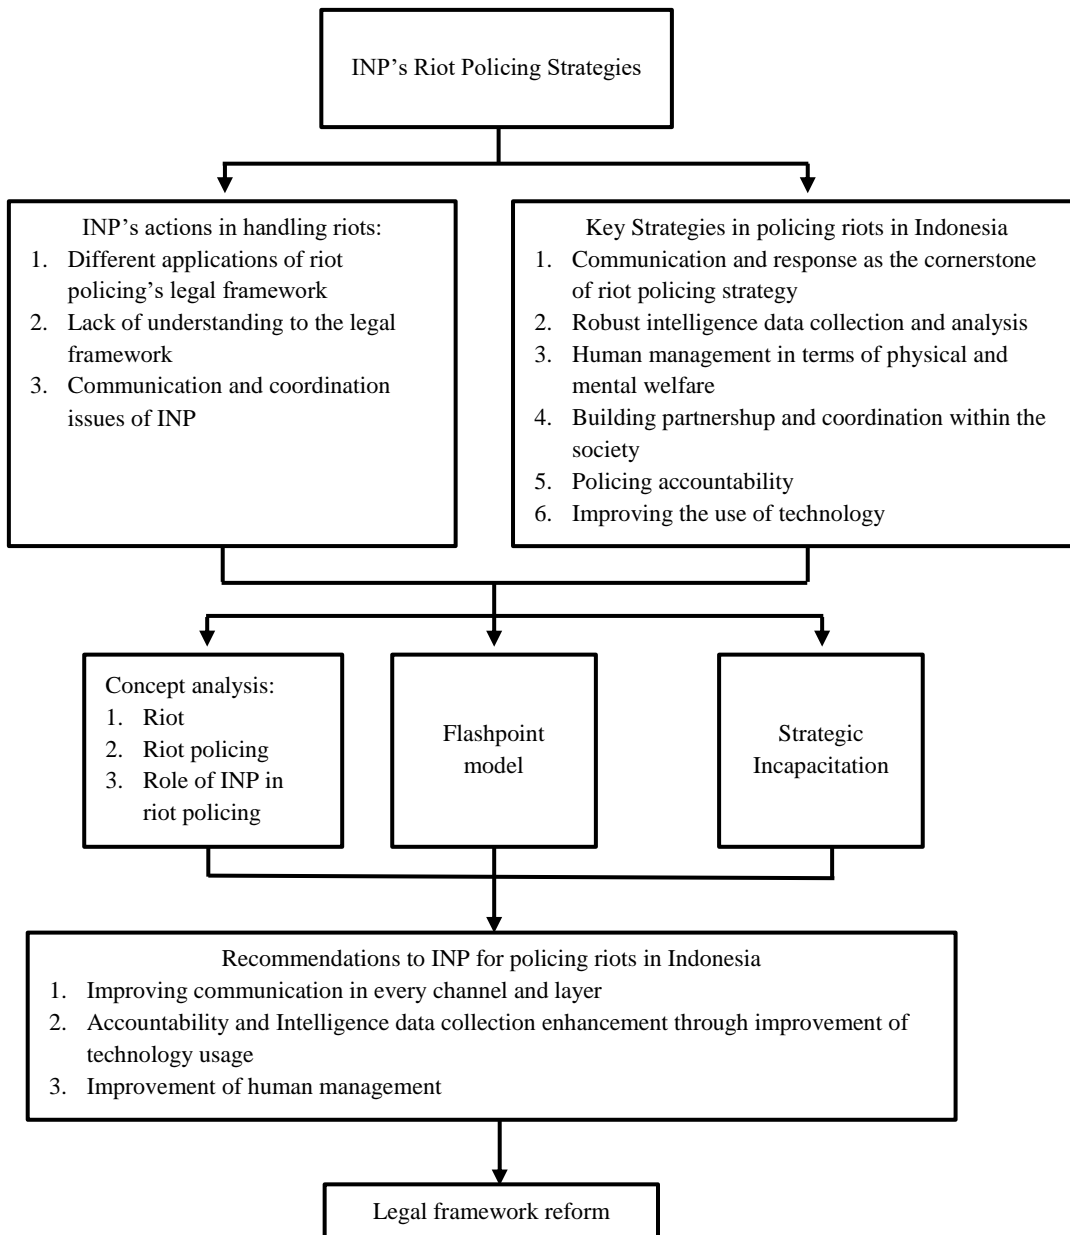 INP’s Riot Policing Strategies
INP’s actions in handling riots:
1. Different applications of riot
policing’s legal framework
2. Lack of understanding to the legal
framework
3. Communication and coordination
issues of INP
Key Strategies in policing riots in Indonesia
1. Communication and response as the cornerstone
of riot policing strategy
2. Robust intelligence data collection and analysis
3. Human management in terms of physical and
mental welfare
4. Building partnershup and coordination within the
society
5. Policing accountability
6. Improving the use of technology
Concept analysis:
1. Riot
2. Riot policing
3. Role of INP in
riot policing
Flashpoint
model
Strategic
Incapacitation
Recommendations to INP for policing riots in Indonesia
1. Improving communication in every channel and layer
2. Accountability and Intelligence data collection enhancement through improvement of
technology usage
3. Improvement of human management
Legal framework reform